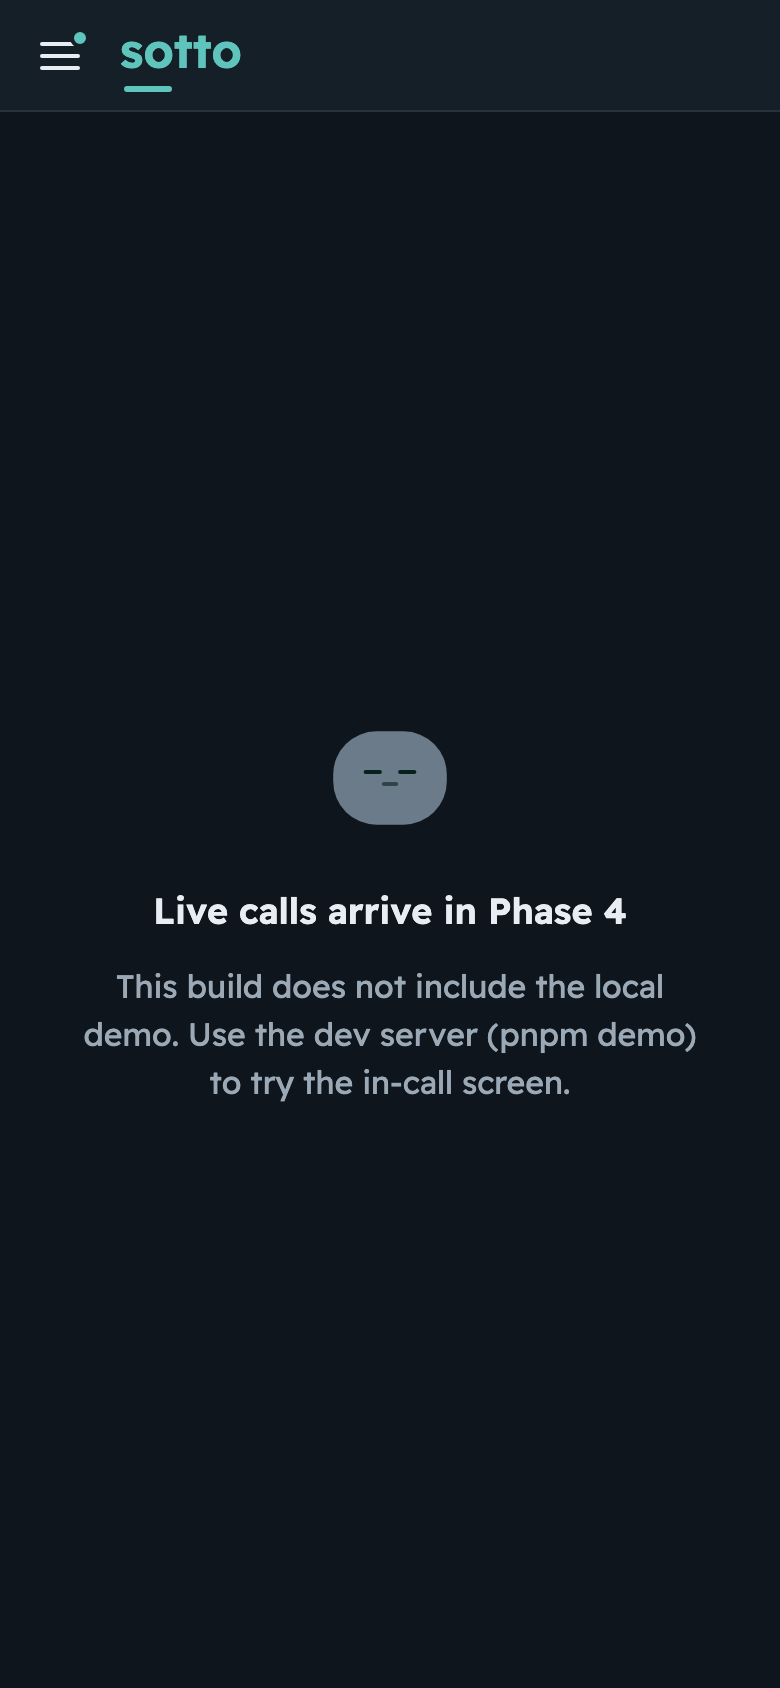 sotto
Live calls arrive in Phase 4
This build does not include the local
demo. Use the dev server (pnpm demo)
to try the in-call screen.